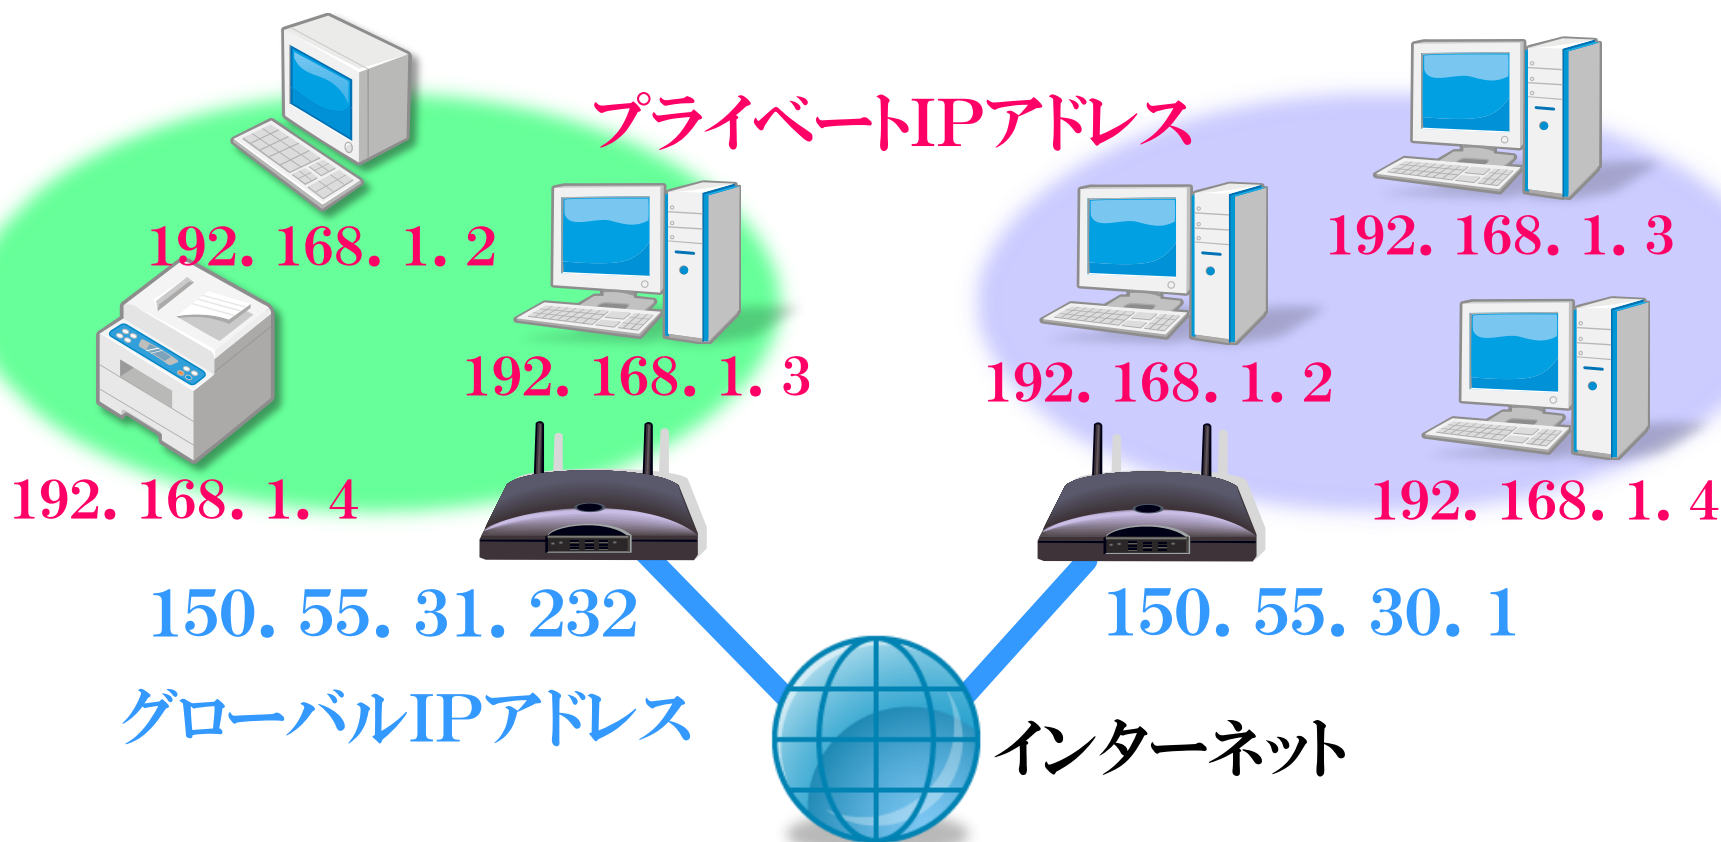 プライベートIPアドレス
192. 168. 1. 2
192. 168. 1. 3
192. 168. 1. 4
192. 168. 1. 3
192. 168. 1. 2
192. 168. 1. 4
150. 55. 31. 232
150. 55. 30. 1
グローバルIPアドレス
インターネット